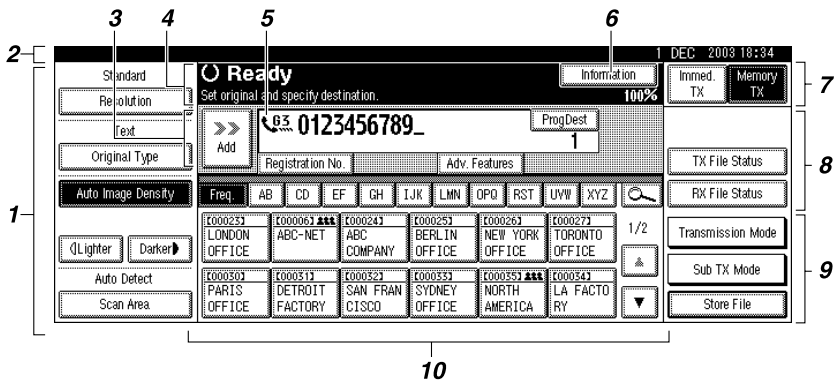 3 4 5 6
2 1 DEC 2003 18:34
Standard
Resolution
Text
Original Type
Auto Image Density
Lighter Darker
Auto Detect
Scan Area
1
Ready
Set original and specify destination.
Information
100%
Add
G3 0123456789_
ProgDest
1
Registration No. Adv. Features
Freq. AB CD EF GH IJK LMN OPQ RST UVW XYZ
[00023] [00006] [00024] [00025] [00026] [00027]
LONDON ABC-NET ABC BERLIN NEW YORK TORONTO
OFFICE COMPANY OFFICE OFFICE OFFICE
1/2
[00030] [00031] [00032] [00033] [00035] [00034]
PARIS DETROIT SAN FRAN SYDNEY NORTH LA FACTO
OFFICE FACTORY CISCO OFFICE AMERICA RY
Immed. TX
Memory TX
7
TX File Status
RX File Status
8
Transmission Mode
Sub TX Mode
Store File
9
10